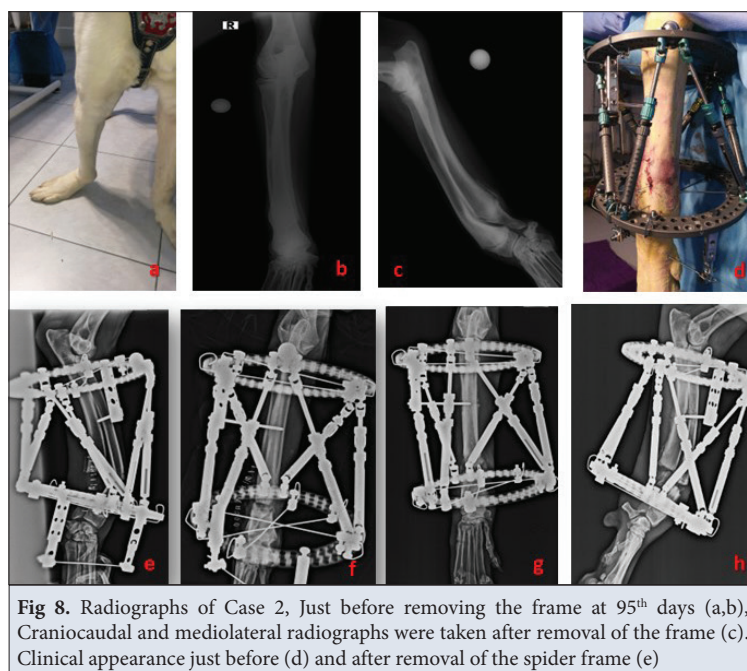 R
a
b
c
d
e
f
g
h
Fig 8. Radiographs of Case 2, Just before removing the frame at 95th days (a,b),
Craniocaudal and mediolateral radiographs were taken after removal of the frame (c).
Clinical appearance just before (d) and after removal of the spider frame (e)